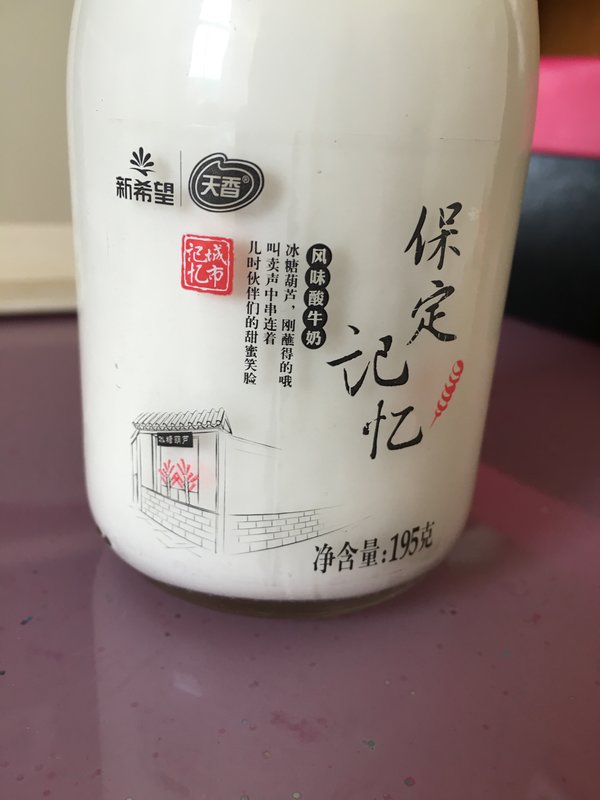 新希望
天香®
城市
记忆
保定
记忆
风味酸牛奶
冰糖葫芦，刚蘸得的哦
叫卖声中串连着
儿时伙伴们的甜蜜笑脸
冰糖葫芦
净含量:195克